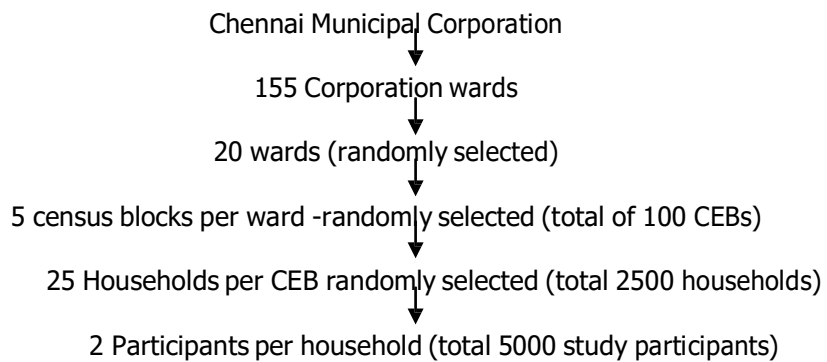 Chennai Municipal Corporation
155 Corporation wards
20 wards (randomly selected)
5 census blocks per ward -randomly selected (total of 100 CEBs)
25 Households per CEB randomly selected (total 2500 households)
2 Participants per household (total 5000 study participants)